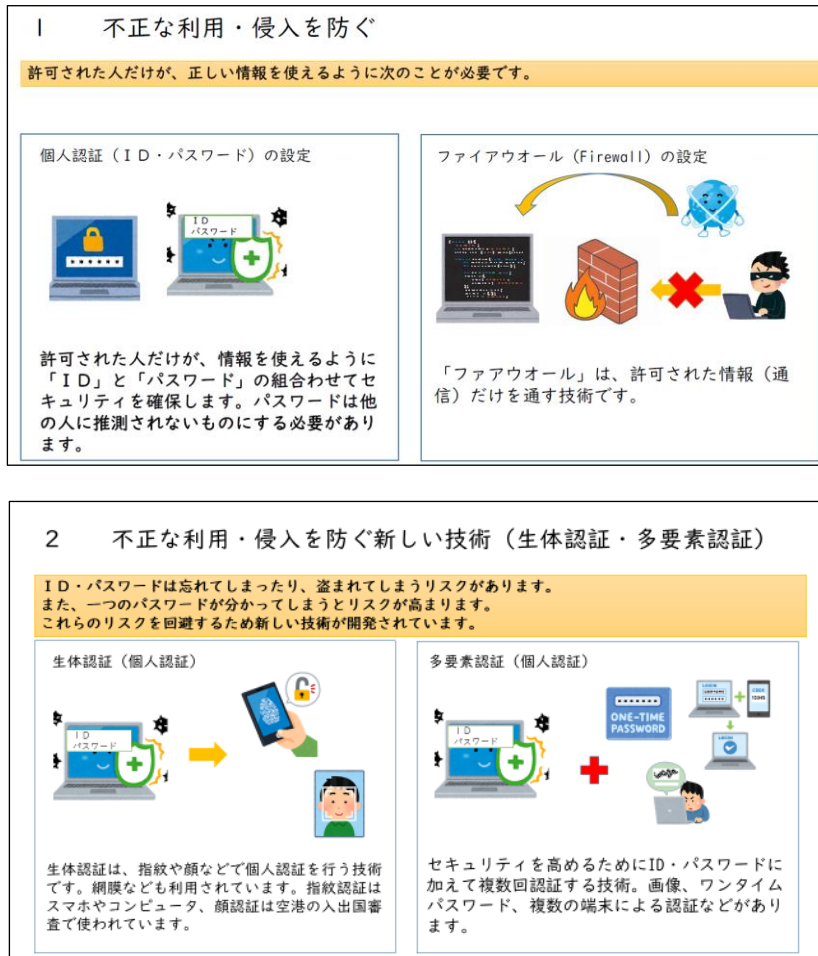 1　不正な利用・侵入を防ぐ
許可された人だけが、正しい情報を使えるように次のことが必要です。
個人認証（ＩＤ・パスワード）の設定
ＩＤ
パスワード
許可された人だけが、情報を使えるように
「ＩＤ」と「パスワード」の組合わせてセ
キュリティを確保します。パスワードは他
の人に推測されないものにする必要があり
ます。
ファイアウオール（Firewall）の設定
「ファアウオール」は、許可された情報（通
信）だけを通す技術です。
2　不正な利用・侵入を防ぐ新しい技術（生体認証・多要素認証）
ＩＤ・パスワードは忘れてしまったり、盗まれてしまうリスクがあります。
また、一つのパスワードが分かってしまうとリスクが高まります。
これらのリスクを回避するため新しい技術が開発されています。
生体認証（個人認証）
ＩＤ
パスワード
生体認証は、指紋や顔などで個人認証を行う技術
です。網膜なども利用されています。指紋認証は
スマホやコンピュータ、顔認証は空港の入出国審
査で使われています。
多要素認証（個人認証）
ＩＤ
パスワード
ONE-TIME
PASSWORD
セキュリティを高めるためにID・パスワードに
加えて複数回認証する技術。画像、ワンタイム
パスワード、複数の端末による認証などがあり
ます。